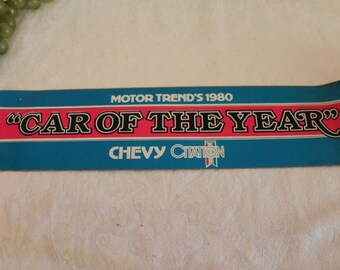 MOTOR TREND'S 1980
"CAR OF THE YEAR"
CHEVY CITATION